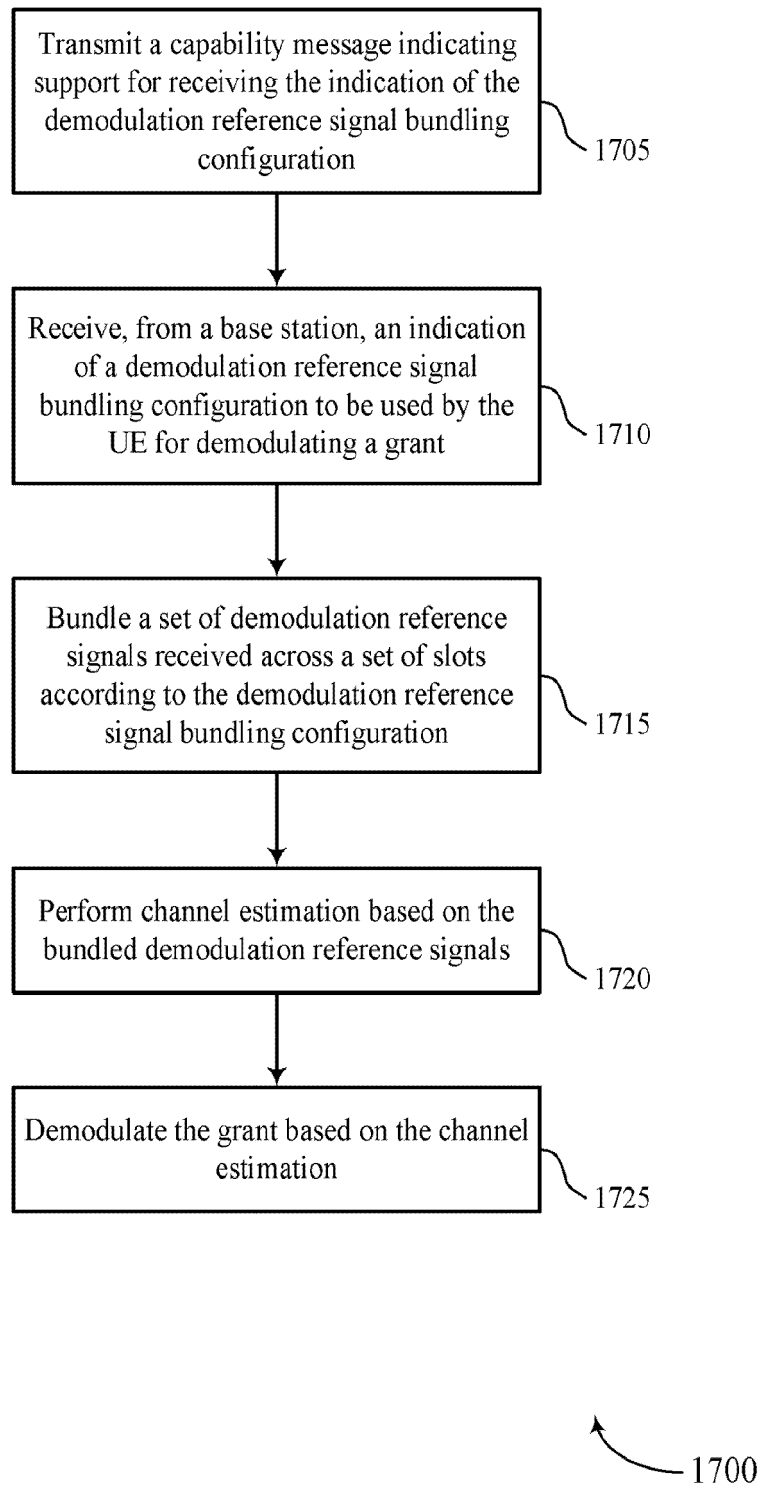 Transmit a capability message indicating
support for receiving the indication of the
demodulation reference signal bundling
configuration
1705
Receive, from a base station, an indication
of a demodulation reference signal
bundling configuration to be used by the
UE for demodulating a grant
1710
Bundle a set of demodulation reference
signals received across a set of slots
according to the demodulation reference
signal bundling configuration
1715
Perform channel estimation based on the
bundled demodulation reference signals
1720
Demodulate the grant based on the channel
estimation
1725
1700